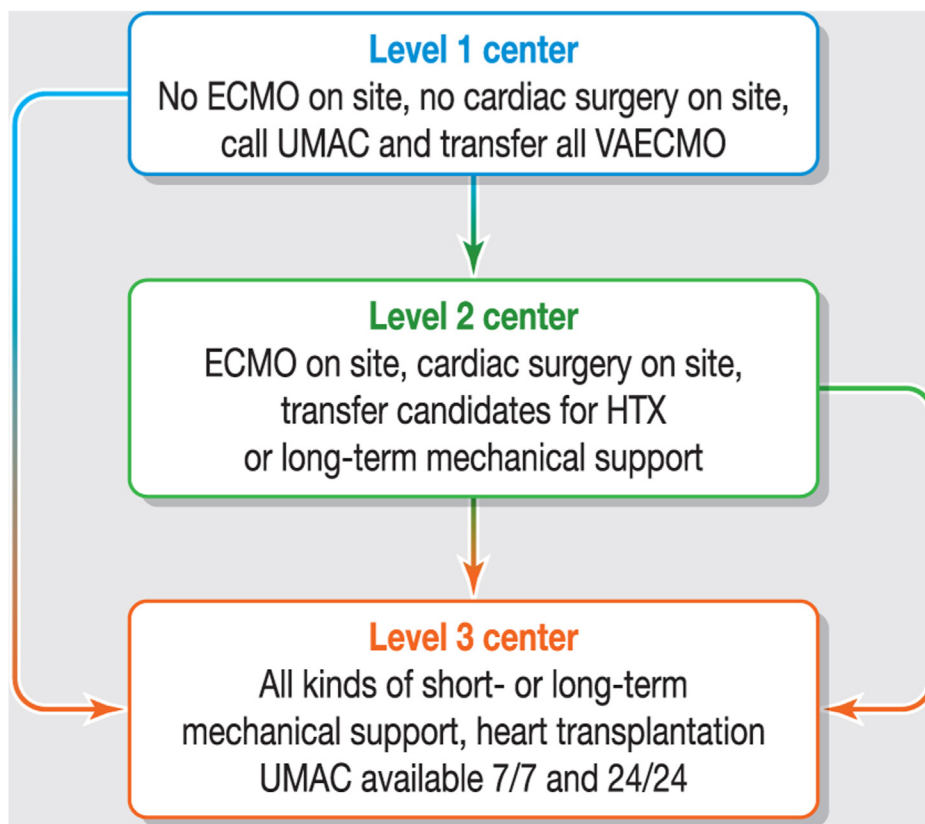 Level 1 center
No ECMO on site, no cardiac surgery on site,
call UMAC and transfer all VAECMO
Level 2 center
ECMO on site, cardiac surgery on site,
transfer candidates for HTX
or long-term mechanical support
Level 3 center
All kinds of short- or long-term
mechanical support, heart transplantation
UMAC available 7/7 and 24/24